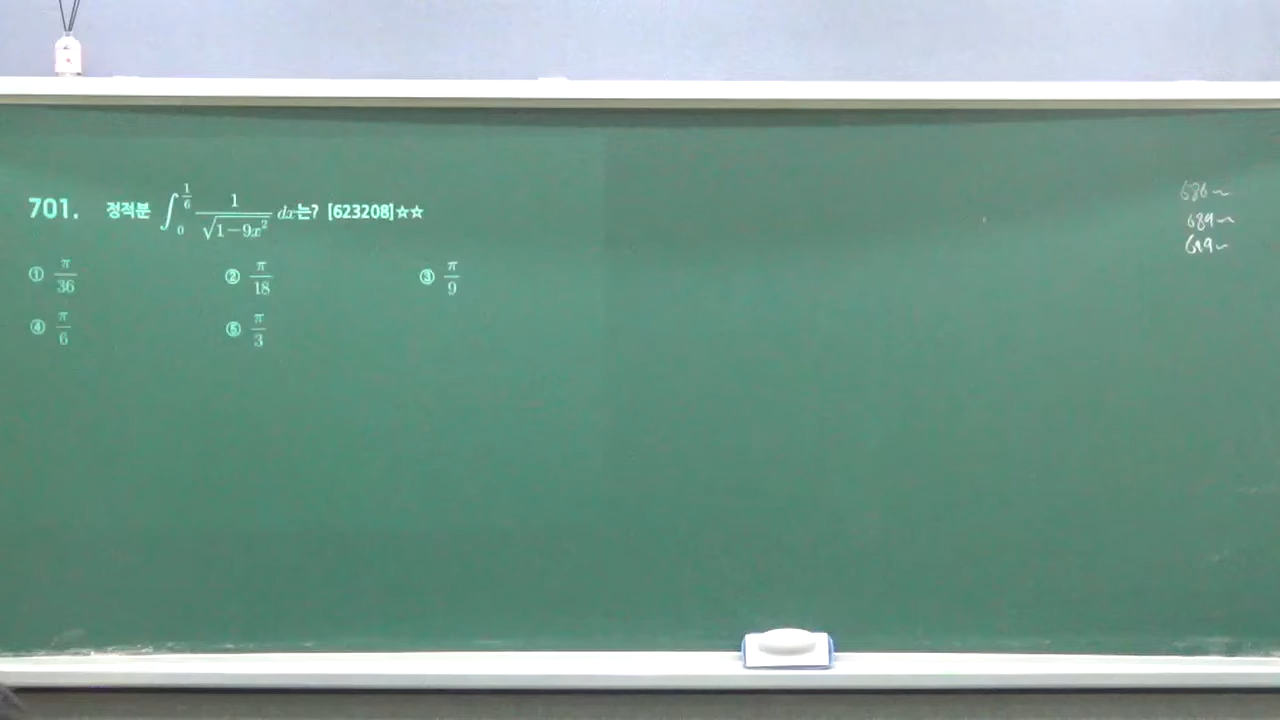 701. 정적분 $\int_0^{\frac{1}{6}} \frac{1}{\sqrt{1-9x^2}} dx$는? [623208]☆☆
① $\frac{\pi}{36}$ ② $\frac{\pi}{18}$ ③ $\frac{\pi}{9}$
④ $\frac{\pi}{6}$ ⑤ $\frac{\pi}{3}$
686~
689~
699~